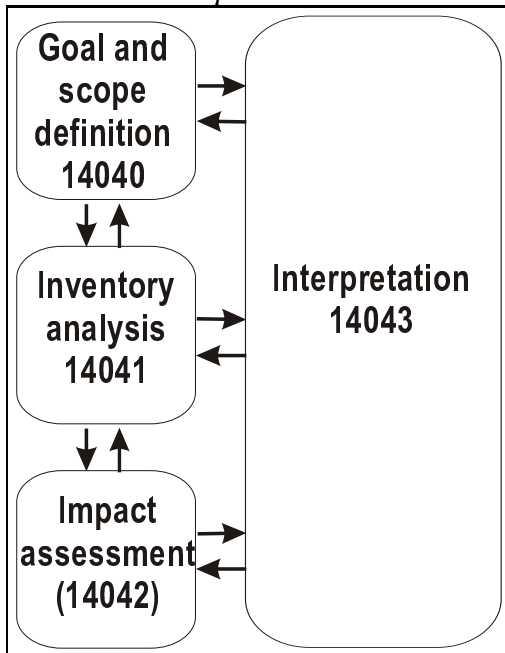 Goal and
scope
definition
14040
Inventory
analysis
14041
Impact
assessment
(14042)
Interpretation
14043